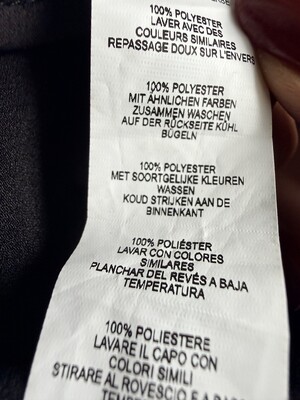 100% POLYESTER
LAVER AVEC DES
COULEURS SIMILAIRES
REPASSAGE DOUX SUR L'ENVERS
100% POLYESTER
MIT ÄHNLICHEN FARBEN
ZUSAMMEN WASCHEN
AUF DER RÜCKSEITE KÜHL
BÜGELN
100% POLYESTER
MET SOORTGELIJKE KLEUREN
WASSEN
KOUD STRIJKEN AAN DE
BINNENKANT
100% POLIÉSTER
LAVAR CON COLORES
SIMILARES
PLANCHAR DEL REVÉS A BAJA
TEMPERATURA
100% POLIESTERE
LAVARE IL CAPO CON
COLORI SIMILI
STIRARE AL ROVESCIO A